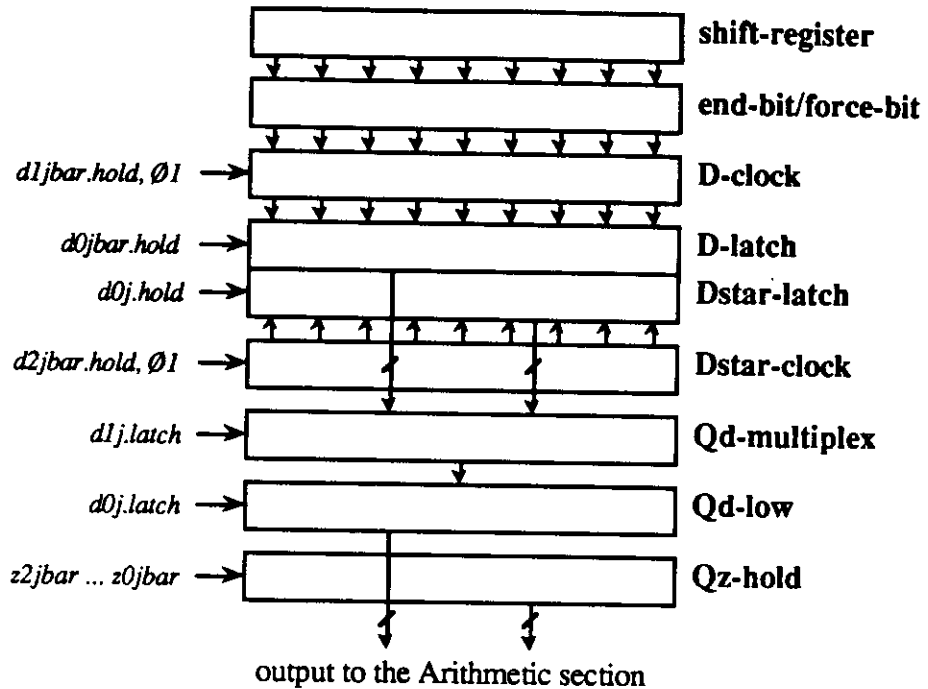 shift-register
end-bit/force-bit
d1jbar.hold, Ø1
D-clock
d0jbar.hold
D-latch
d0j.hold
Dstar-latch
d2jbar.hold, Ø1
Dstar-clock
d1j.latch
Qd-multiplex
d0j.latch
Qd-low
z2jbar ... z0jbar
Qz-hold
output to the Arithmetic section